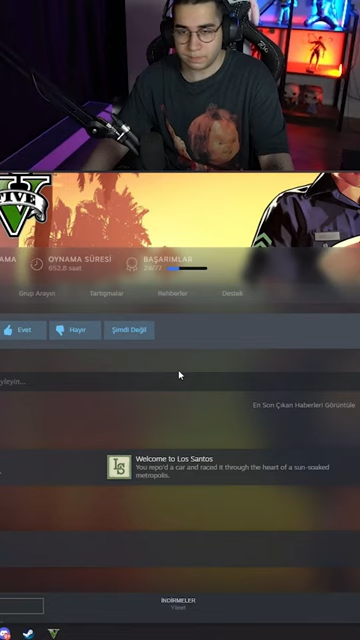 FIVE
AMA
OYNAMA SÜRESİ
652,8 saat
BAŞARIMLAR
24/77
Grup Arayın
Tartışmalar
Rehberler
Destek
Evet
Hayır
Şimdi Değil
yleyin...
En Son Çıkan Haberleri Görüntüle
LS
Welcome to Los Santos
You repo'd a car and raced it through the heart of a sun-soaked
metropolis.
İNDİRMELER
Yönet